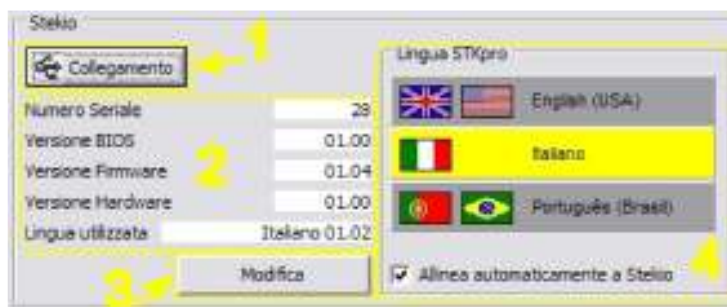 Stekio
1
Collegamento
Numero Seriale 28
Versione BIOS 01.00
2
Versione Firmware 01.04
Versione Hardware 01.00
Lingua utilizzata Italiano 01.02
3
Modifica
Lingua STKpro
English (USA)
Italiano
Português (Brasil)
4
Allinea automaticamente a Stekio